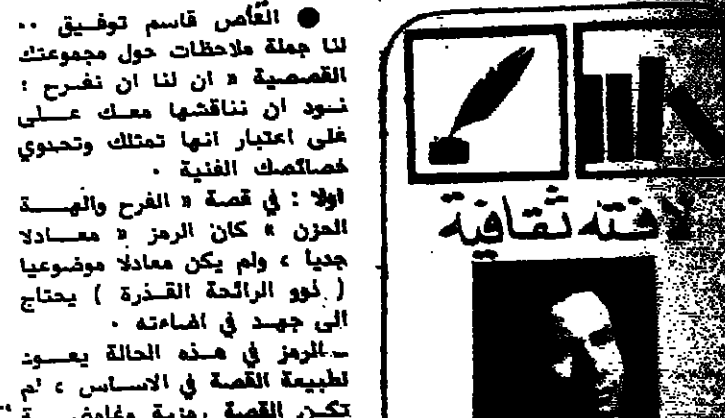 ● القاص قاسم توفيق ..
لنا جملة ملاحظات حول مجموعتك
القصصية « ان لنا ان نفرح :
نود ان نناقشها معك على
على اعتبار انها تمتلك وتحتوي
خصائصك الفنية .
اولا : في قصة « الفرح والهة
الحزن » كان الرمز « معادلا
جديا ، ولم يكن معادلا موضوعيا
( ذوو الرائحة القذرة ) يحتاج
الى جهد في اضاءته .
ـ الرمز في هذه الحالة يعود
لطبيعة القصة في الاساس ، لم
تكن القصة رمزية
لافتة ثقافية